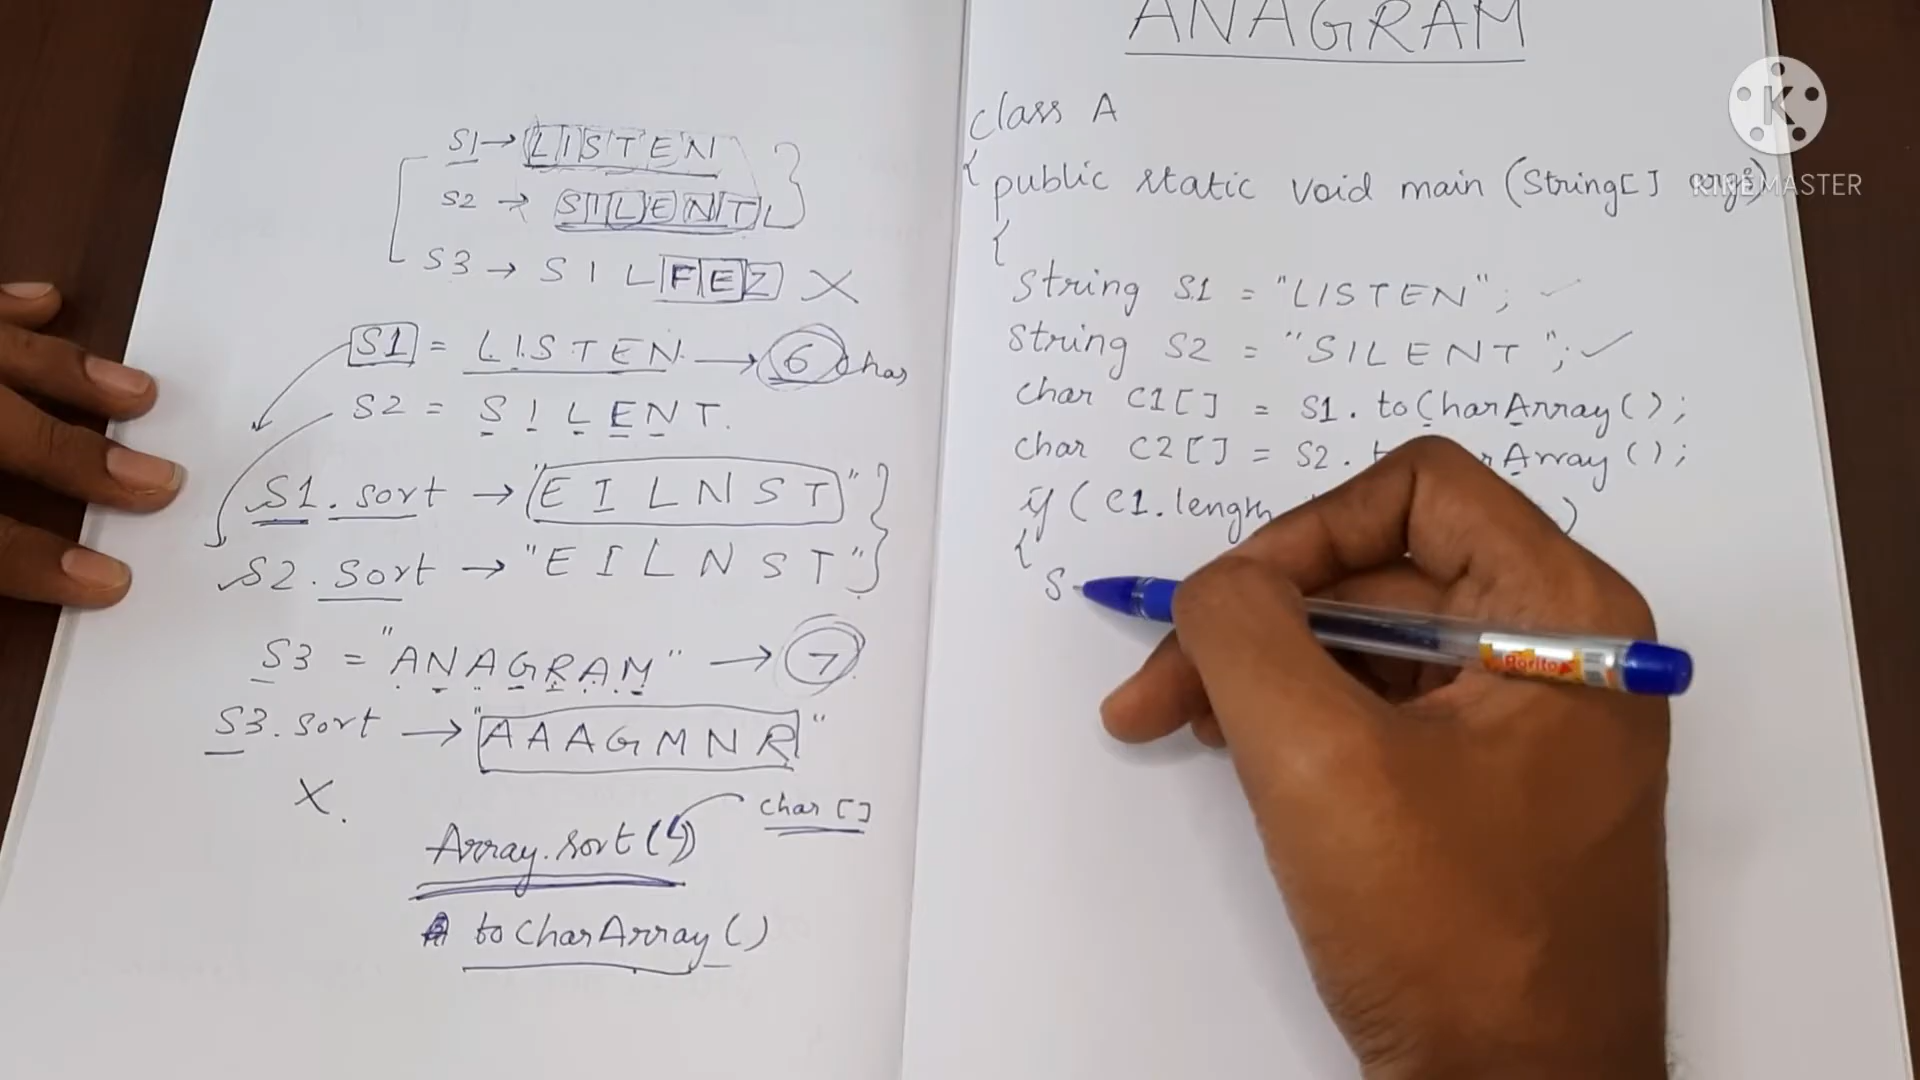 S1 → LISTEN
S2 → SILENT
S3 → SILFEZ X
S1 = LISTEN → 6 char
S2 = SILENT.
S1.sort → "EILNST"
S2.sort → "EILNST"
S3 = "ANAGRAM" → 7
S3.sort → "AAAGMNR"
X.
char []
Array.sort()
toCharArray()
ANAGRAM
class A
{ public static void main (String[] args)
{
String S1 = "LISTEN";
String S2 = "SILENT";
char C1[] = S1.toCharArray();
char C2[] = S2. Array();
if (C1.length )
{
S
KINEMASTER
Dorito